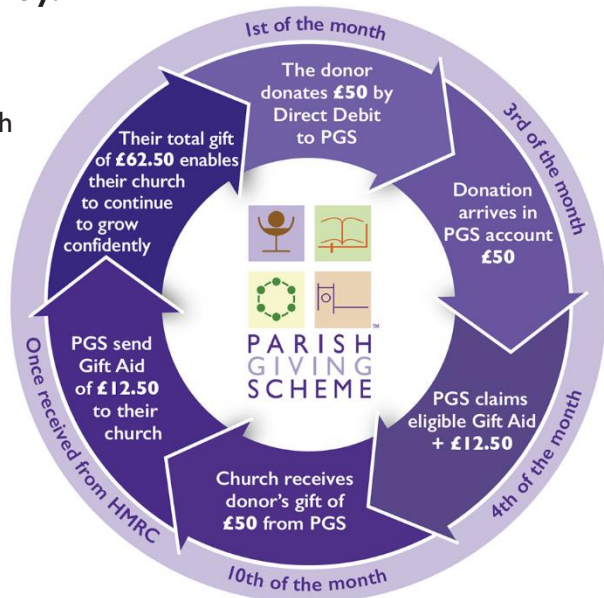 y.
h
1st of the month
The donor
donates £50 by
Direct Debit
to PGS
3rd of the month
Donation
arrives in
PGS account
£50
4th of the month
PGS claims
eligible Gift Aid
+ £12.50
10th of the month
Church receives
donor's gift of
£50 from PGS
Once received from HMRC
PGS send
Gift Aid
of £12.50
to their
church
Their total gift
of £62.50 enables
their church
to continue
to grow
confidently
PARISH
GIVING
SCHEME
TM